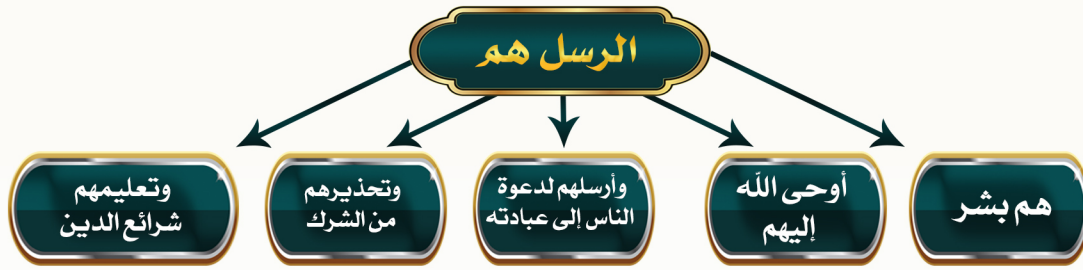 الرسل هم
هم بشر
أوحى الله
إليهم
وأرسلهم لدعوة
الناس إلى عبادته
وتحذيرهم
من الشرك
وتعليمهم
شرائع الدين